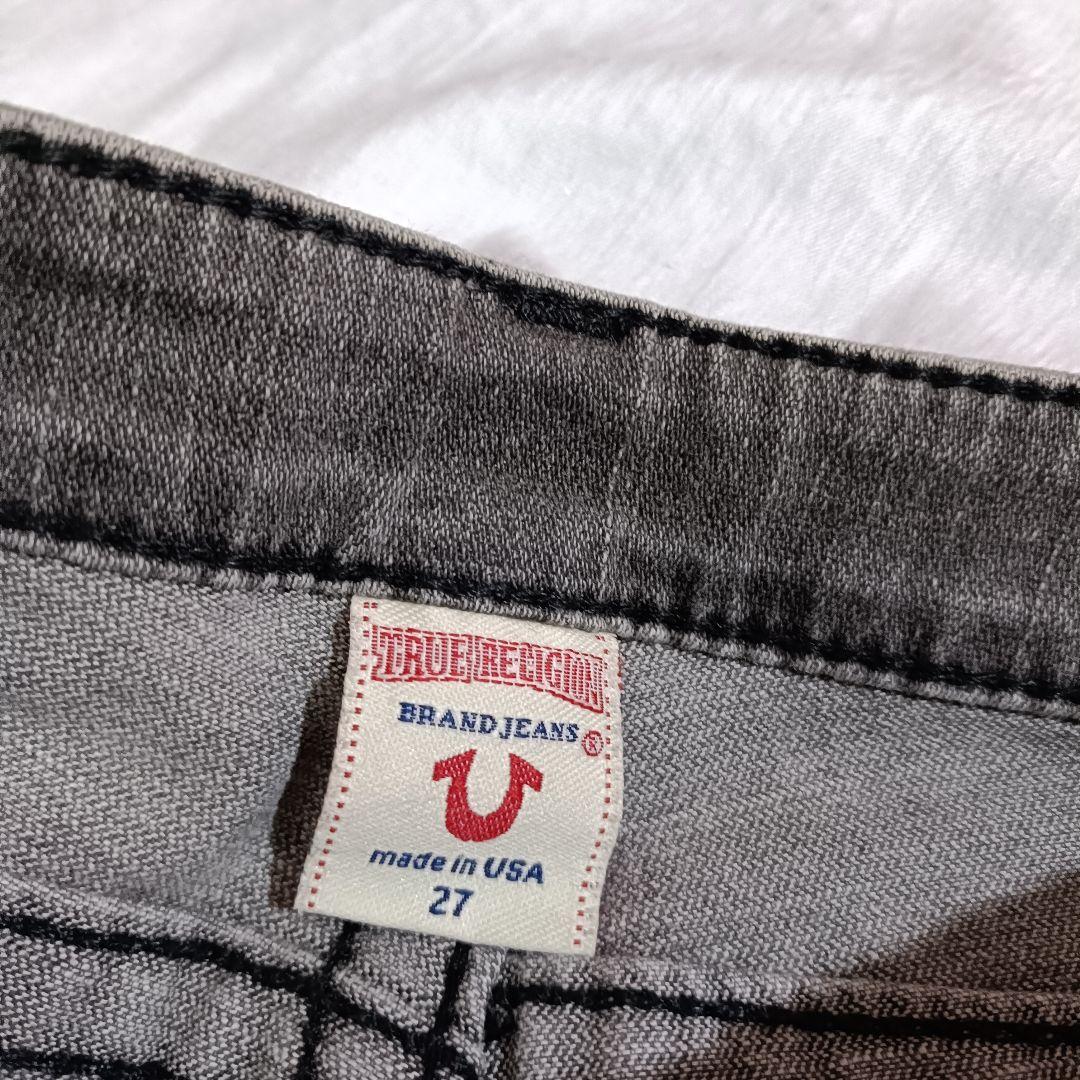 TRUE RELIGION
BRAND JEANS ®
made in USA
27